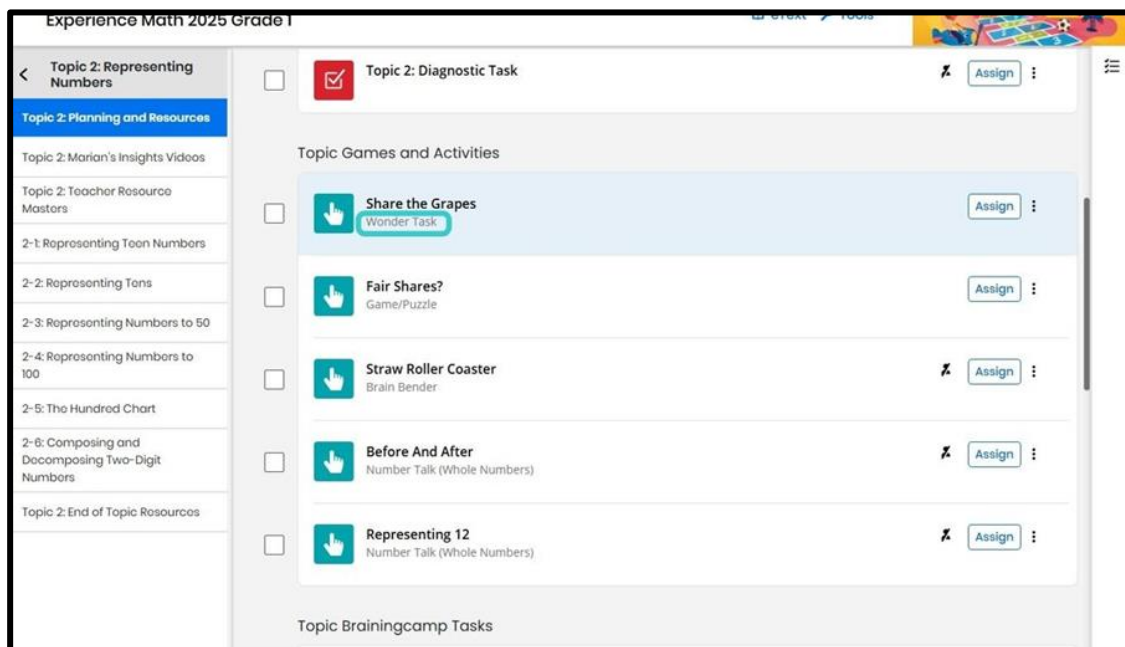 Experience Math 2025 Grade 1
eText
Tools
Topic 2: Representing
Numbers
Topic 2: Planning and Resources
Topic 2: Marian's Insights Videos
Topic 2: Teacher Resource
Masters
2-1: Representing Teen Numbers
2-2: Representing Tens
2-3: Representing Numbers to 50
2-4: Representing Numbers to
100
2-5: The Hundred Chart
2-6: Composing and
Decomposing Two-Digit
Numbers
Topic 2: End of Topic Resources
Topic 2: Diagnostic Task
Assign
Topic Games and Activities
Share the Grapes
Wonder Task
Assign
Fair Shares?
Game/Puzzle
Assign
Straw Roller Coaster
Brain Bender
Assign
Before And After
Number Talk (Whole Numbers)
Assign
Representing 12
Number Talk (Whole Numbers)
Assign
Topic Brainingcamp Tasks